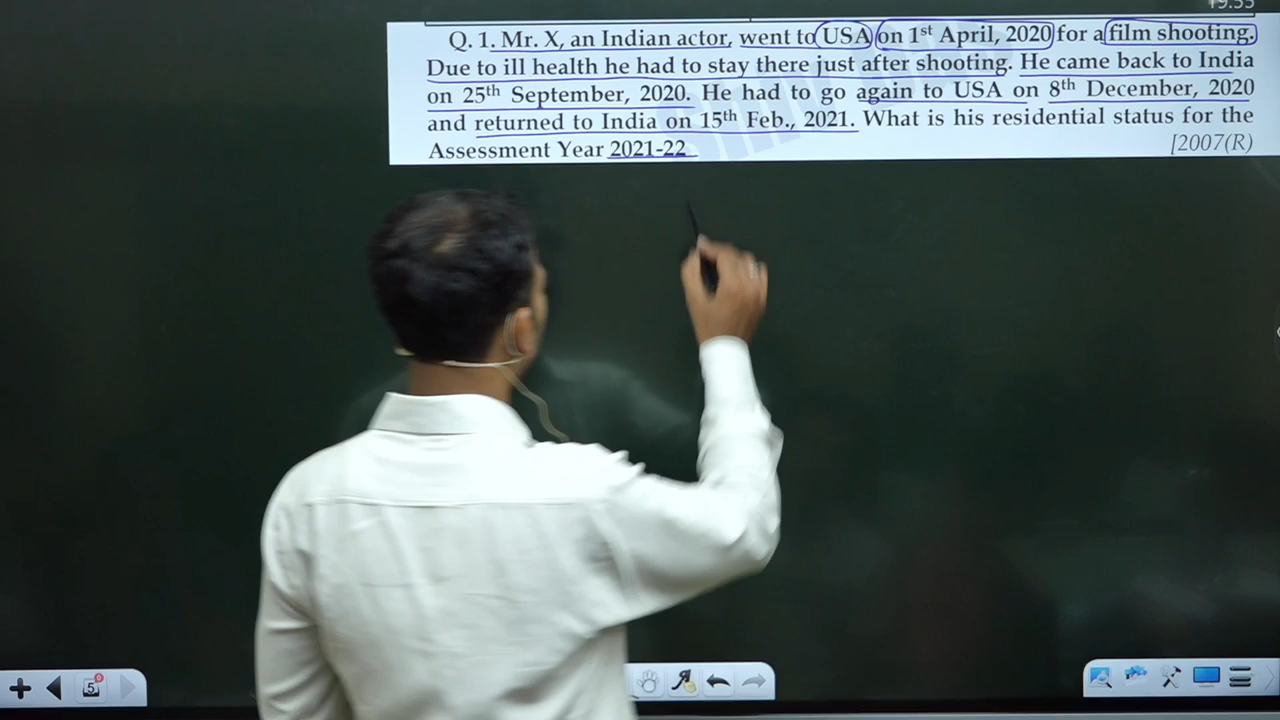 19:55
Q. 1. Mr. X, an Indian actor, went to USA on 1st April, 2020 for a film shooting.
Due to ill health he had to stay there just after shooting. He came back to India
on 25th September, 2020. He had to go again to USA on 8th December, 2020
and returned to India on 15th Feb., 2021. What is his residential status for the
Assessment Year 2021-22
[2007(R)
5